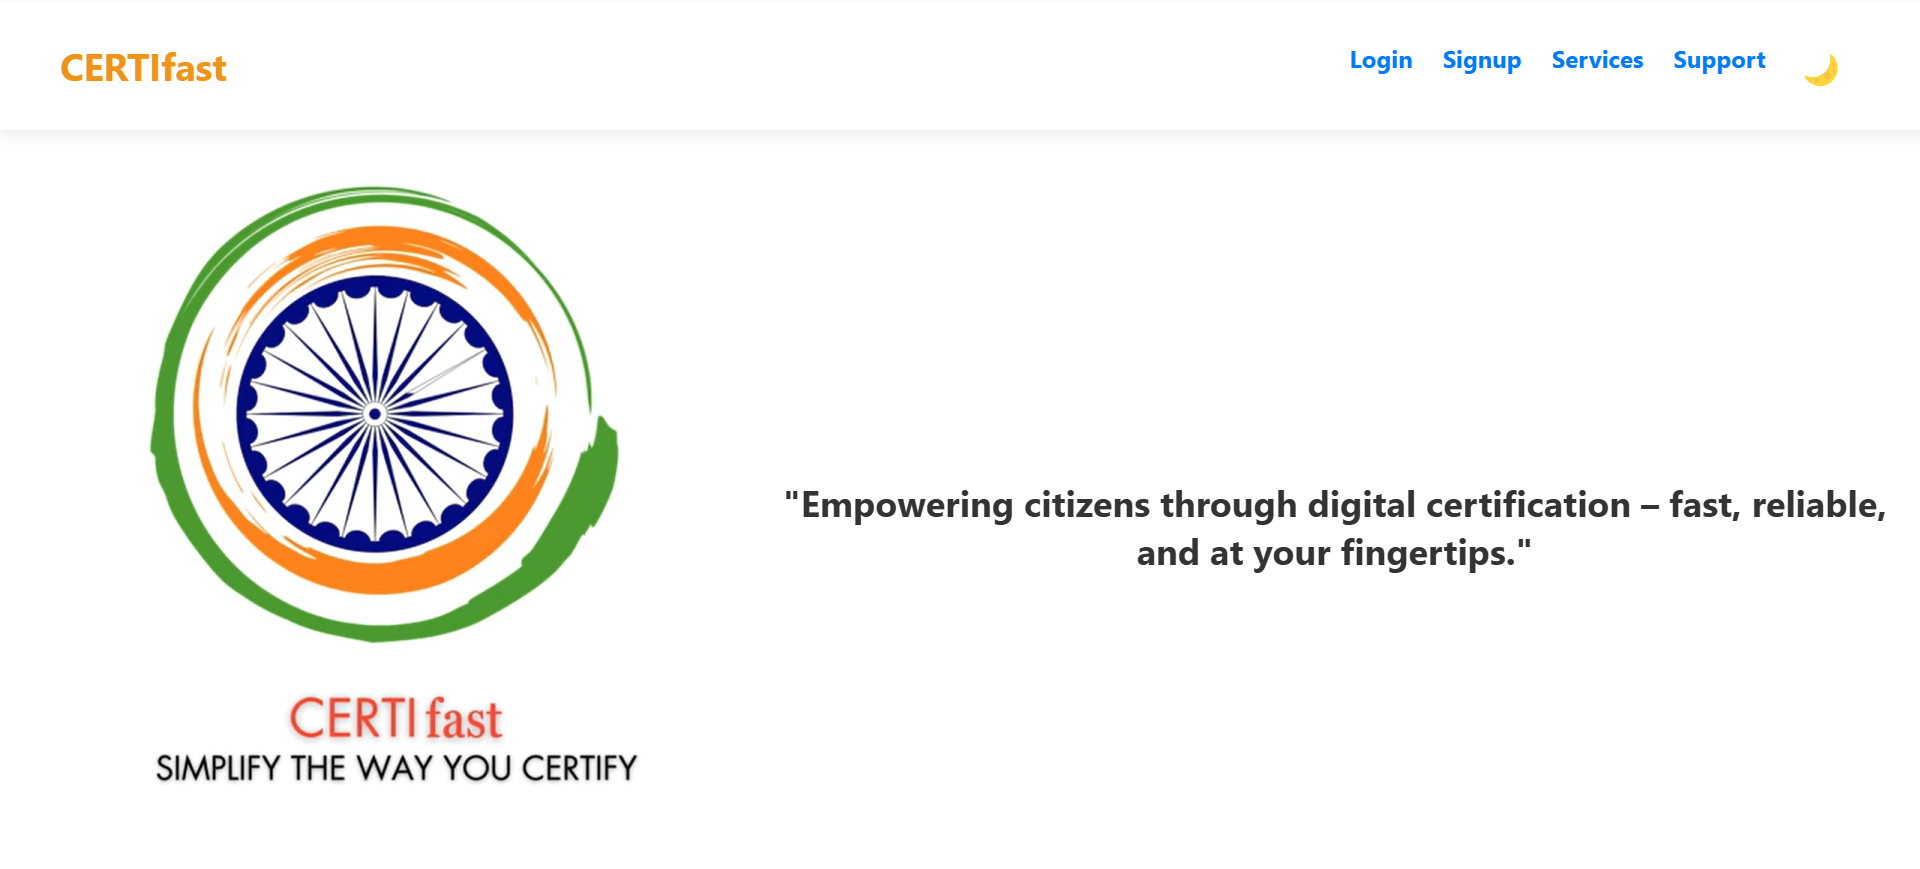 CERTIfast
Login Signup Services Support
"Empowering citizens through digital certification – fast, reliable,
and at your fingertips."
CERTI fast
SIMPLIFY THE WAY YOU CERTIFY